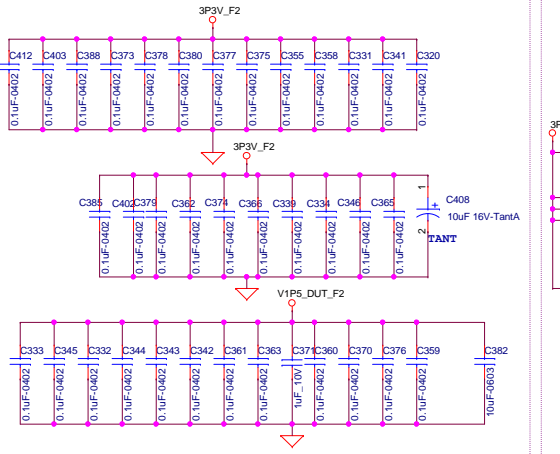 3P3V_F2
C412 C403 C388 C373 C378 C380 C377 C375 C355 C358 C331 C341 C320
0.1uF-0402 0.1uF-0402 0.1uF-0402 0.1uF-0402 0.1uF-0402 0.1uF-0402 0.1uF-0402 0.1uF-0402 0.1uF-0402 0.1uF-0402 0.1uF-0402 0.1uF-0402 0.1uF-0402
3P3V_F2
C385 C402 C379 C362 C374 C366 C339 C334 C346 C365 C408
0.1uF-0402 0.1uF-0402 0.1uF-0402 0.1uF-0402 0.1uF-0402 0.1uF-0402 0.1uF-0402 0.1uF-0402 0.1uF-0402 0.1uF-0402 1 + 2 10uF 16V-TantA
TANT
V1P5_DUT_F2
C333 C345 C332 C344 C343 C342 C361 C363 C371 C360 C370 C376 C359 C382
0.1uF-0402 0.1uF-0402 0.1uF-0402 0.1uF-0402 0.1uF-0402 0.1uF-0402 0.1uF-0402 0.1uF-0402 1uF_10V 0.1uF-0402 0.1uF-0402 0.1uF-0402 0.1uF-0402 10uF-0603